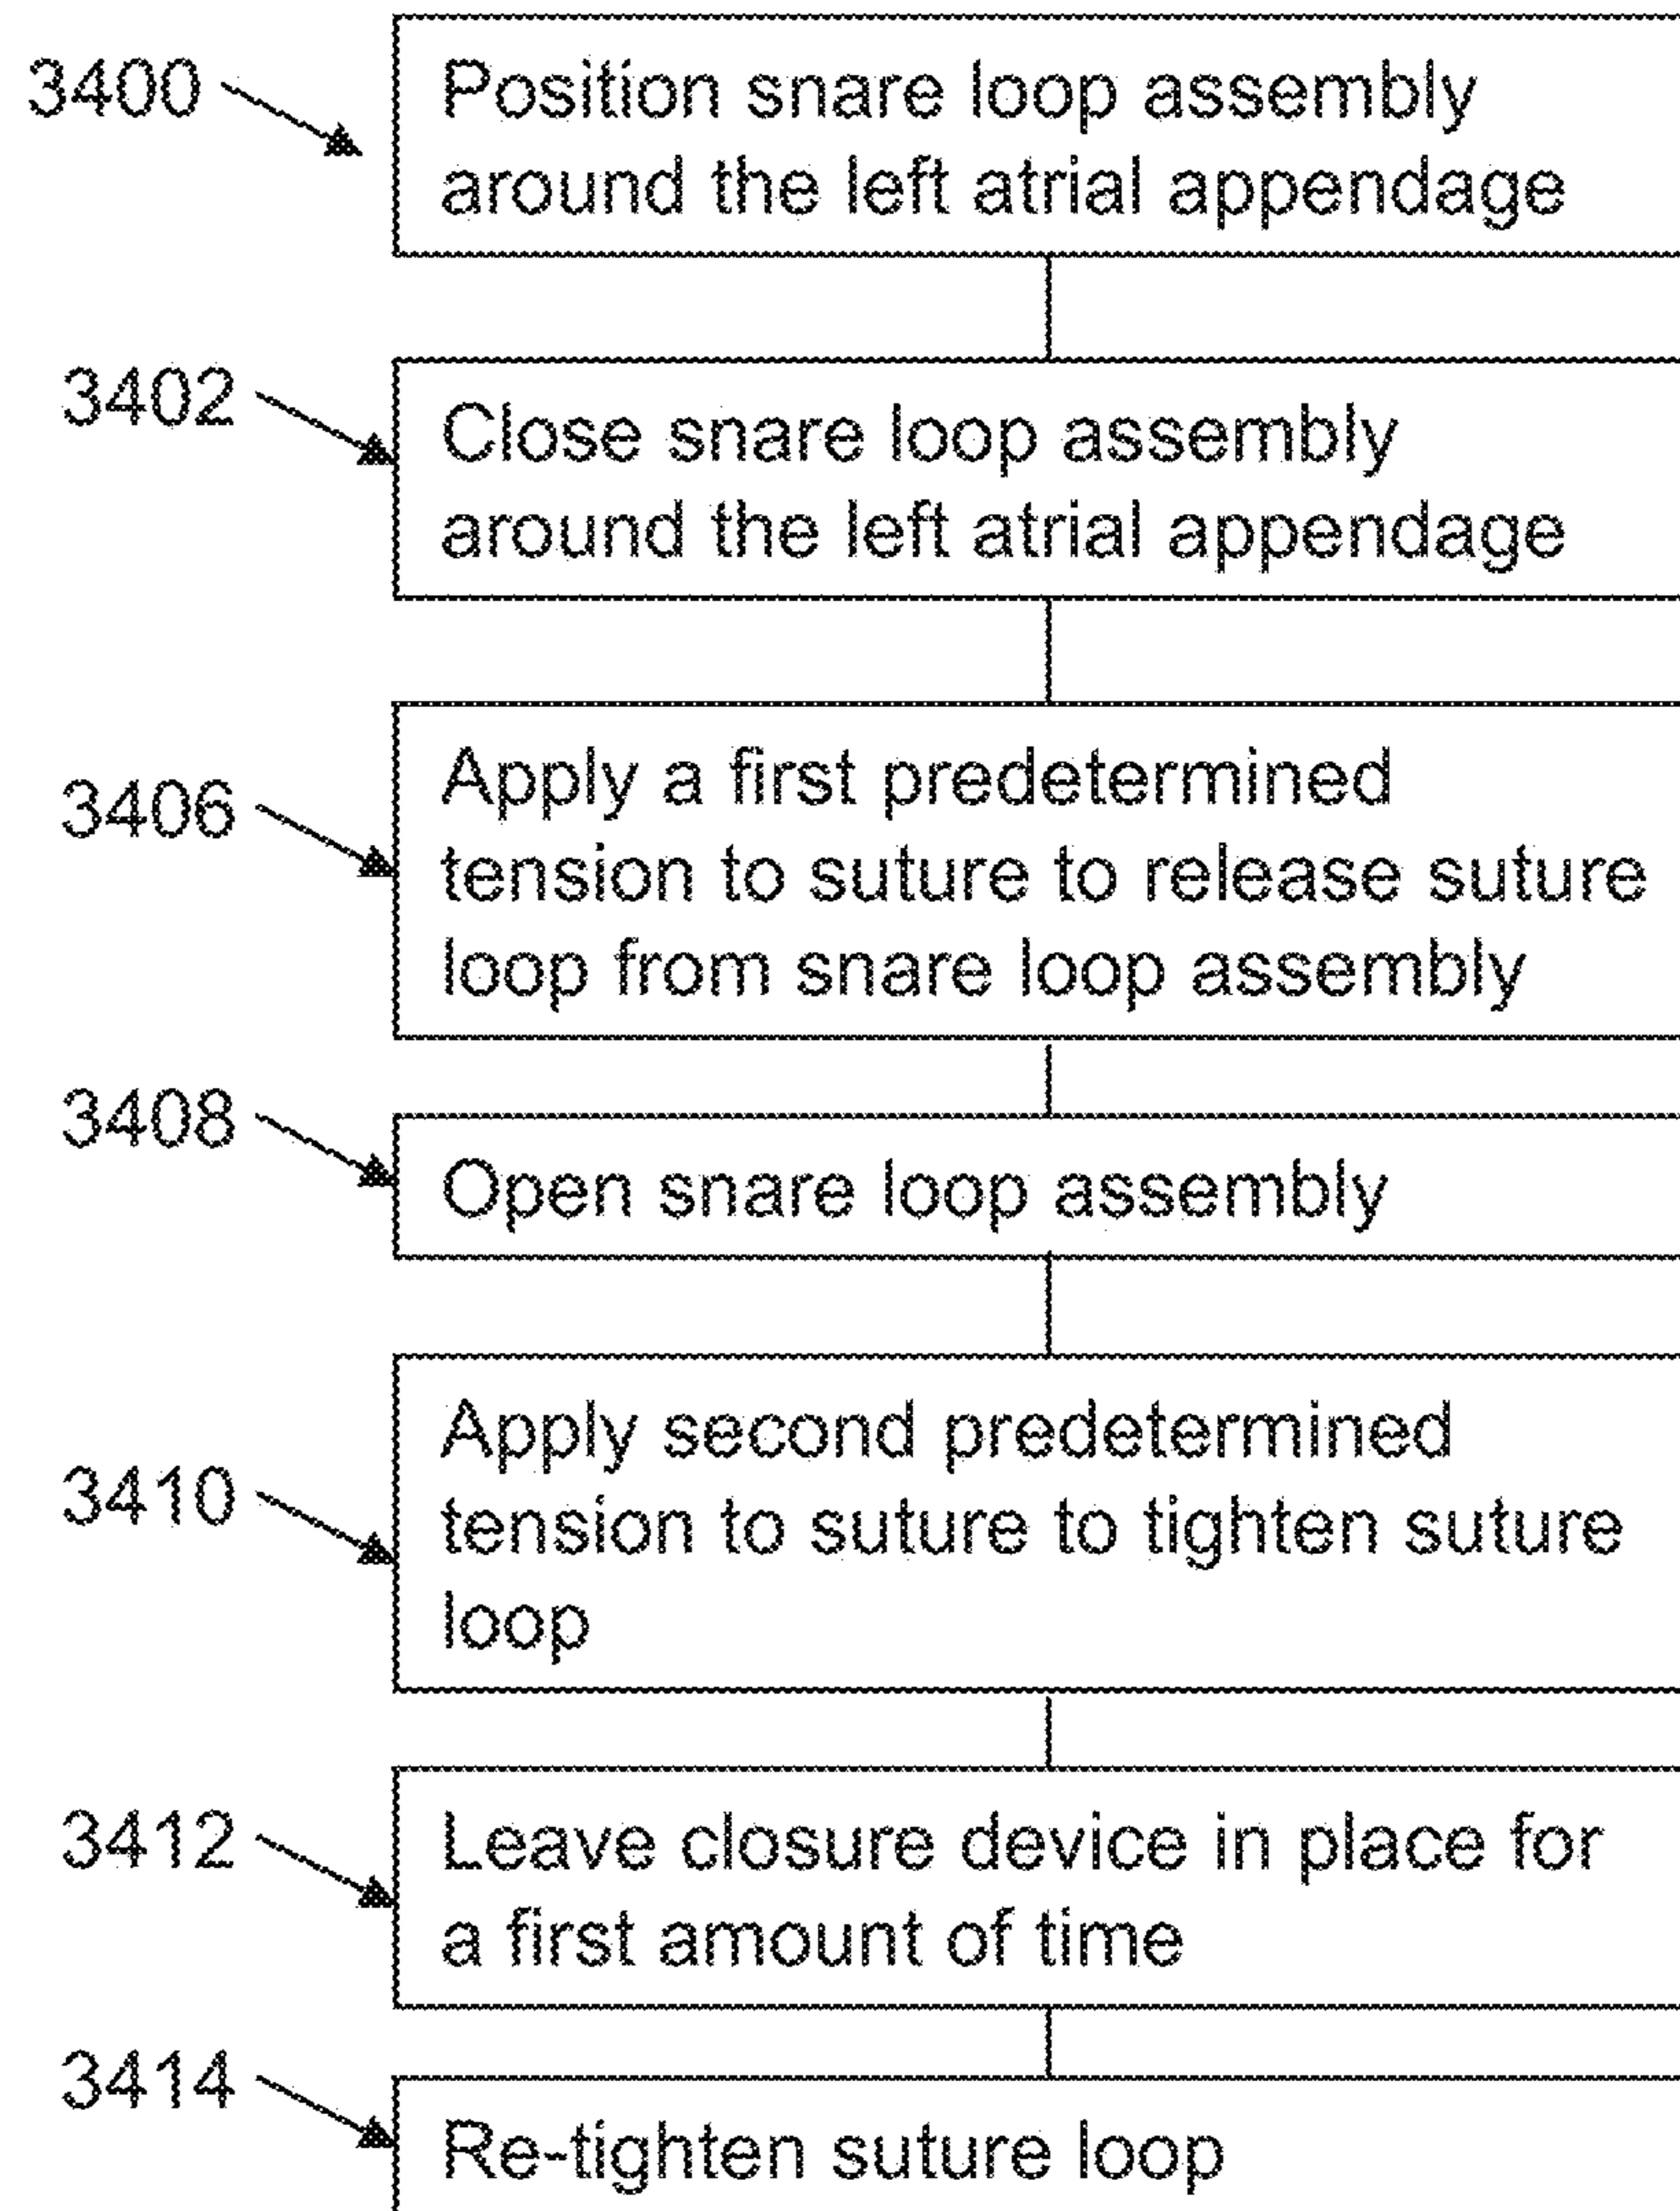 3400
Position snare loop assembly
around the left atrial appendage
3402
Close snare loop assembly
around the left atrial appendage
3406
Apply a first predetermined
tension to suture to release suture
loop from snare loop assembly
3408
Open snare loop assembly
3410
Apply second predetermined
tension to suture to tighten suture
loop
3412
Leave closure device in place for
a first amount of time
3414
Re-tighten suture loop